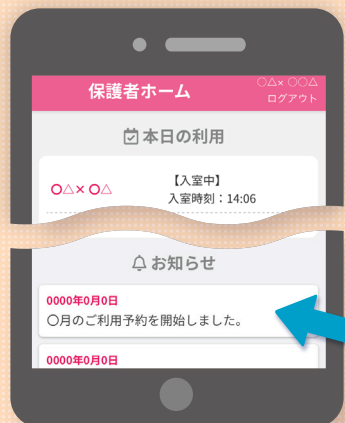 保護者ホーム
○△× ○○△
ログアウト
本日の利用
○△× ○△
【入室中】
入室時刻：14:06
お知らせ
0000年0月0日
○月のご利用予約を開始しました。
0000年0月0日